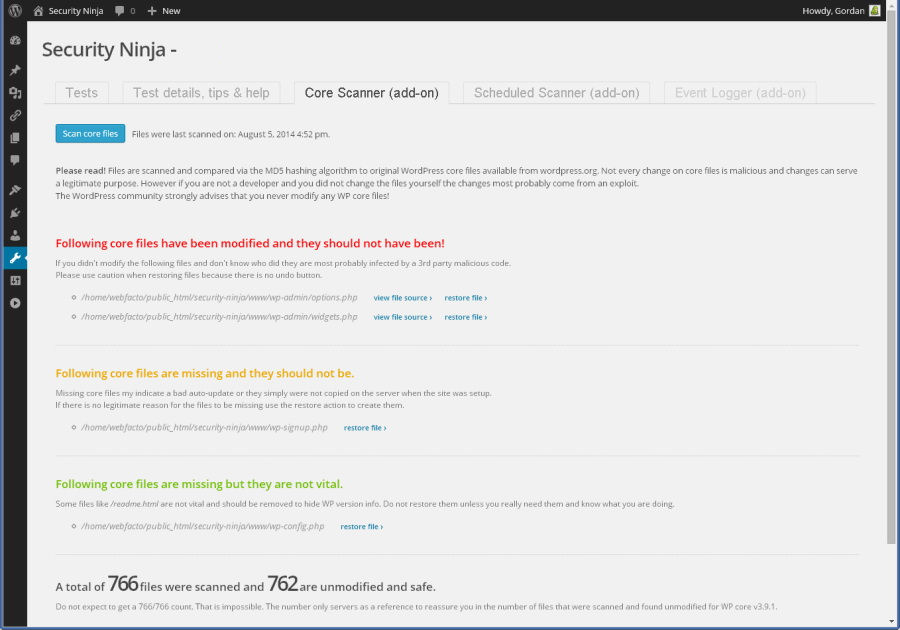 Security Ninja 0 New Howdy, Gordan
Security Ninja -
Tests Test details, tips & help Core Scanner (add-on) Scheduled Scanner (add-on) Event Logger (add-on)
Scan core files Files were last scanned on: August 5, 2014 4:52 pm.
Please read! Files are scanned and compared via the MD5 hashing algorithm to original WordPress core files available from wordpress.org. Not every change on core files is malicious and changes can serve
a legitimate purpose. However if you are not a developer and you did not change the files yourself the changes most probably come from an exploit.
The WordPress community strongly advises that you never modify any WP core files!
Following core files have been modified and they should not have been!
If you didn't modify the following files and don't know who did they are most probably infected by a 3rd party malicious code.
Please use caution when restoring files because there is no undo button.
/home/webfacto/public_html/security-ninja/www/wp-admin/options.php view file source › restore file ›
/home/webfacto/public_html/security-ninja/www/wp-admin/widgets.php view file source › restore file ›
Following core files are missing and they should not be.
Missing core files my indicate a bad auto-update or they simply were not copied on the server when the site was setup.
If there is no legitimate reason for the files to be missing use the restore action to create them.
/home/webfacto/public_html/security-ninja/www/wp-signup.php restore file ›
Following core files are missing but they are not vital.
Some files like /readme.html are not vital and should be removed to hide WP version info. Do not restore them unless you really need them and know what you are doing.
/home/webfacto/public_html/security-ninja/www/wp-config.php restore file ›
A total of 766 files were scanned and 762 are unmodified and safe.
Do not expect to get a 766/766 count. That is impossible. The number only servers as a reference to reassure you in the number of files that were scanned and found unmodified for WP core v3.9.1.